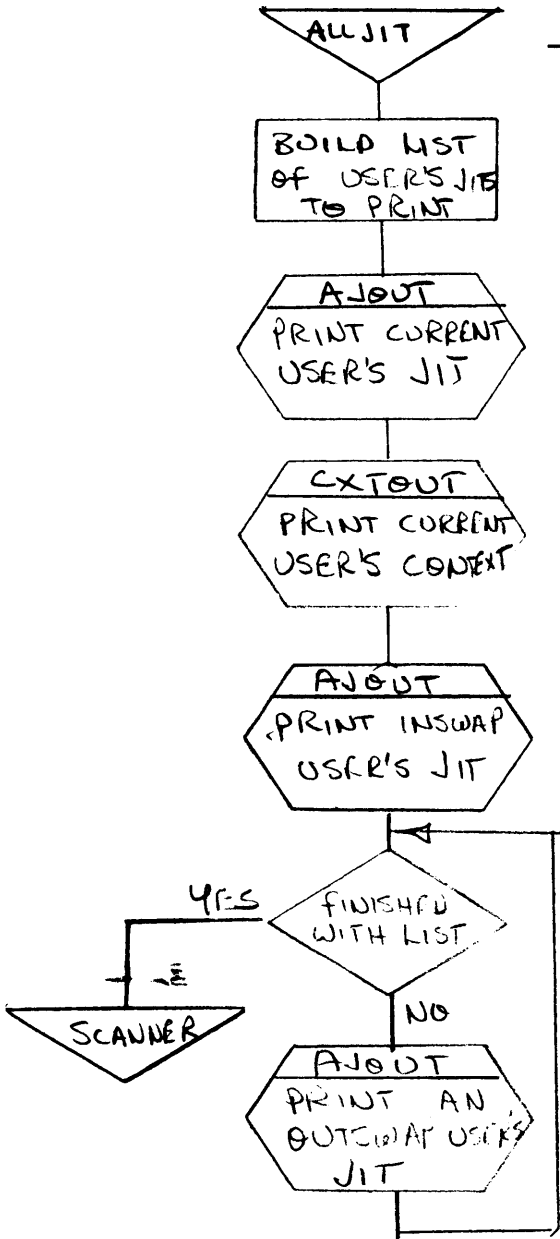 ALLJIT
BUILD LIST
OF USER'S JITS
TO PRINT
AJOUT
PRINT CURRENT
USER'S JIT
CXTOUT
PRINT CURRENT
USER'S CONTEXT
AJOUT
PRINT INSWAP
USER'S JIT
YES
FINISHED
WITH LIST
SCANNER
NO
AJOUT
PRINT AN
OUTSWAP USER'S
JIT